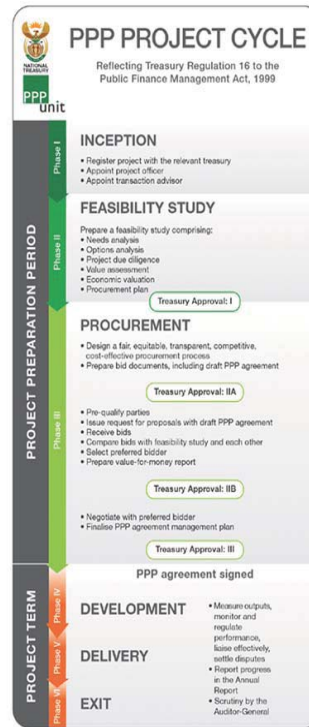 NATIONAL
TREASURY
PPP
unit
PPP PROJECT CYCLE
Reflecting Treasury Regulation 16 to the
Public Finance Management Act, 1999
PROJECT PREPARATION PERIOD
Phase I
INCEPTION
• Register project with the relevant treasury
• Appoint project officer
• Appoint transaction advisor
Phase II
FEASIBILITY STUDY
Prepare a feasibility study comprising:
• Needs analysis
• Options analysis
• Project due diligence
• Value assessment
• Economic valuation
• Procurement plan
Treasury Approval: I
Phase III
PROCUREMENT
• Design a fair, equitable, transparent, competitive,
cost-effective procurement process
• Prepare bid documents, including draft PPP agreement
Treasury Approval: IIA
• Pre-qualify parties
• Issue request for proposals with draft PPP agreement
• Receive bids
• Compare bids with feasibility study and each other
• Select preferred bidder
• Prepare value-for-money report
Treasury Approval: IIB
• Negotiate with preferred bidder
• Finalise PPP agreement management plan
Treasury Approval: III
PPP agreement signed
PROJECT TERM
Phase IV
DEVELOPMENT
Phase V
DELIVERY
Phase VI
EXIT
• Measure outputs,
monitor and
regulate
performance,
liaise effectively,
settle disputes
• Report progress
in the Annual
Report
• Scrutiny by the
Auditor-General